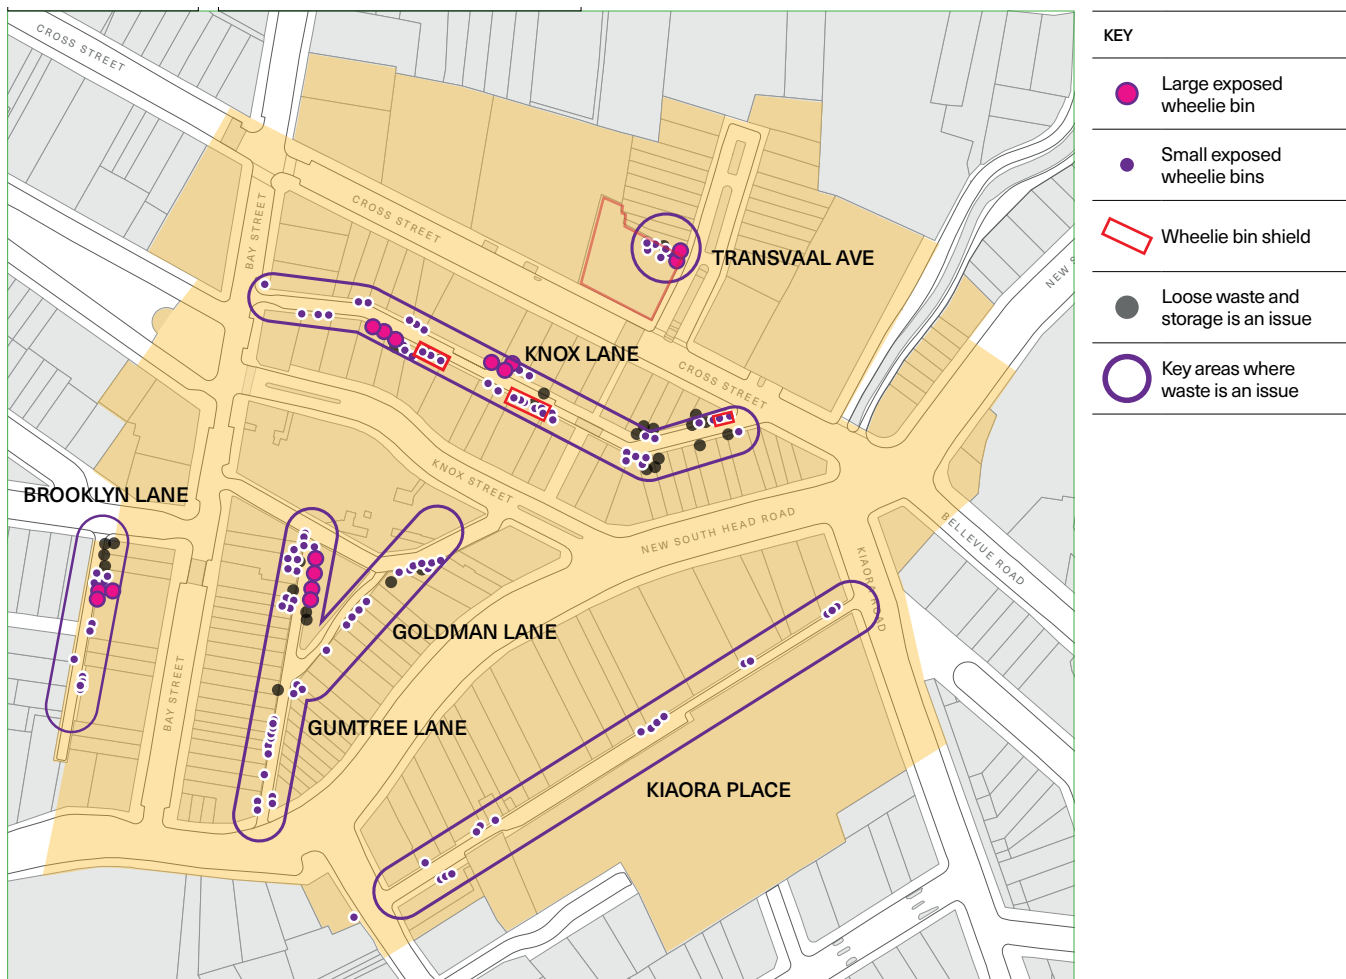 CROSS STREET
KEY
Large exposed
wheelie bin
Small exposed
wheelie bins
Wheelie bin shield
Loose waste and
storage is an issue
Key areas where
waste is an issue
BAY STREET
CROSS STREET
TRANSVAAL AVE
NEW S
KNOX LANE
CROSS STREET
KNOX STREET
BROOKLYN LANE
NEW SOUTH HEAD ROAD
BELLEVUE ROAD
KIAORA ROAD
GOLDMAN LANE
BAY STREET
GUMTREE LANE
KIAORA PLACE